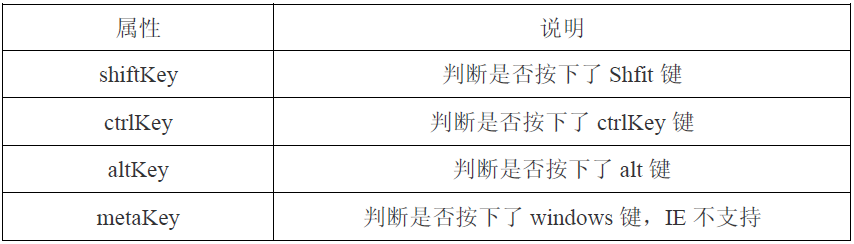 属性 说明
shiftKey 判断是否按下了 Shfit 键
ctrlKey 判断是否按下了 ctrlKey 键
altKey 判断是否按下了 alt 键
metaKey 判断是否按下了 windows 键，IE 不支持